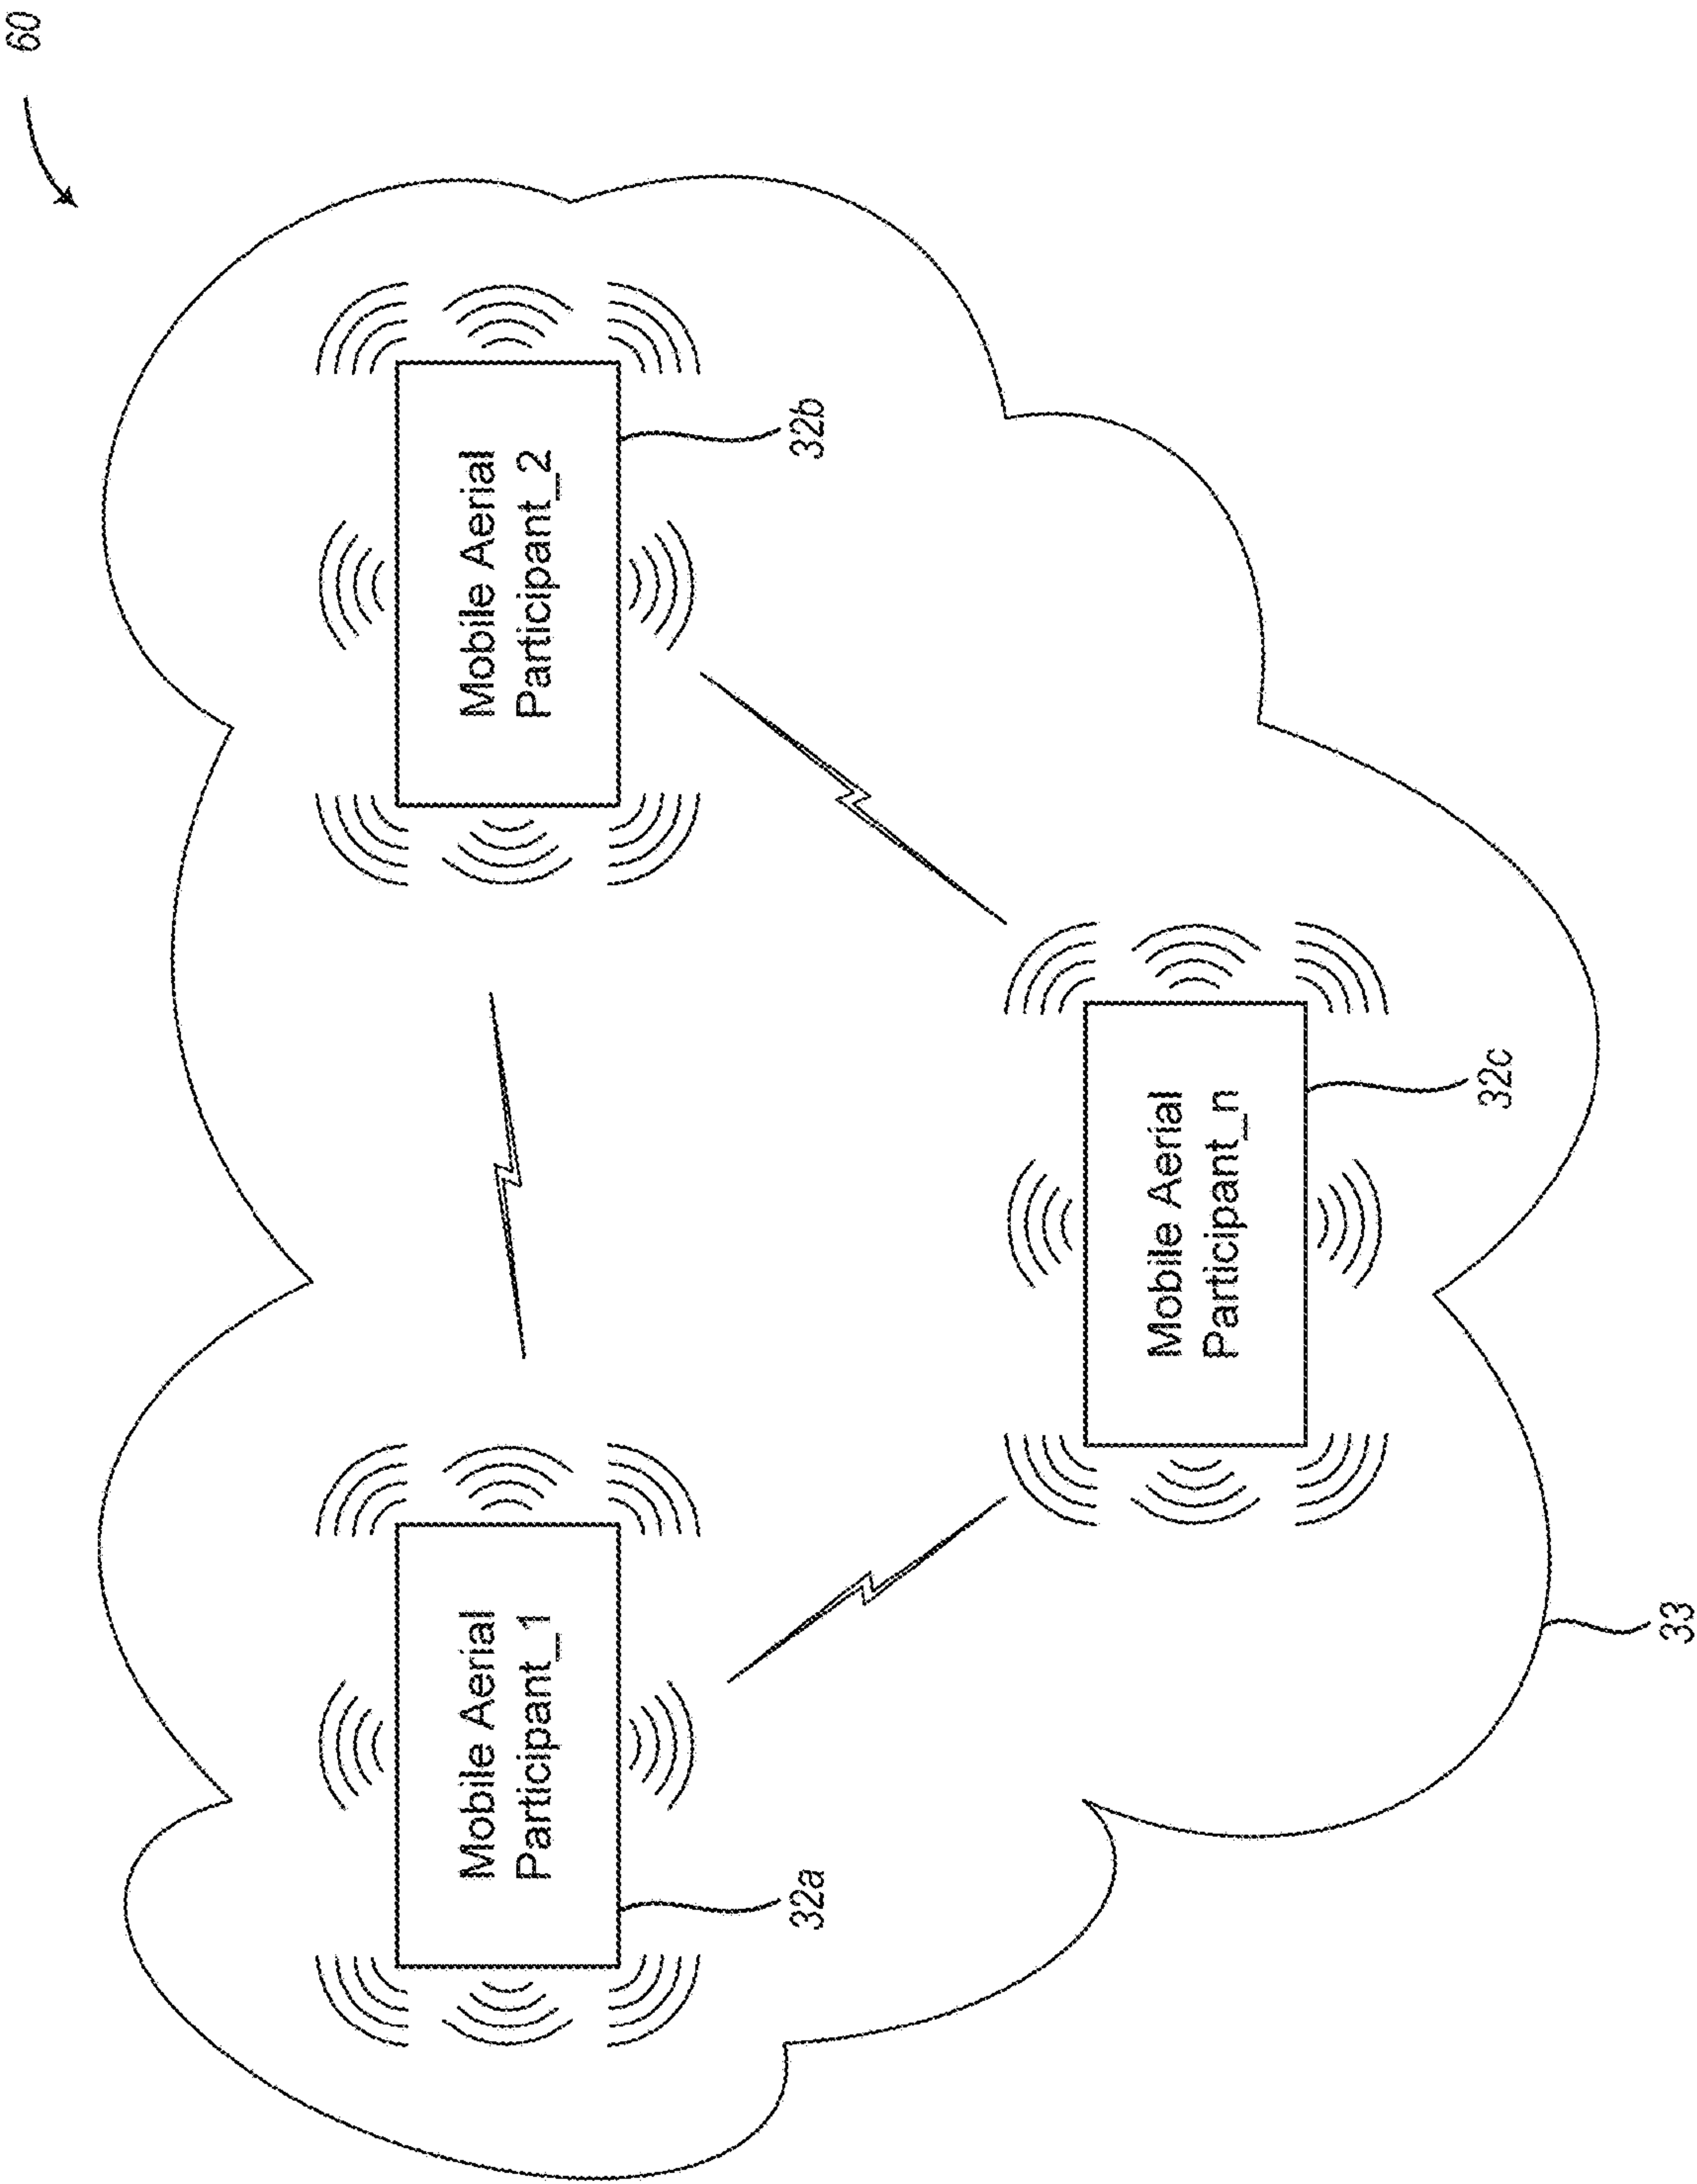 60
Mobile Aerial
Participant_1
32a
Mobile Aerial
Participant_2
32b
Mobile Aerial
Participant_n
32c
33